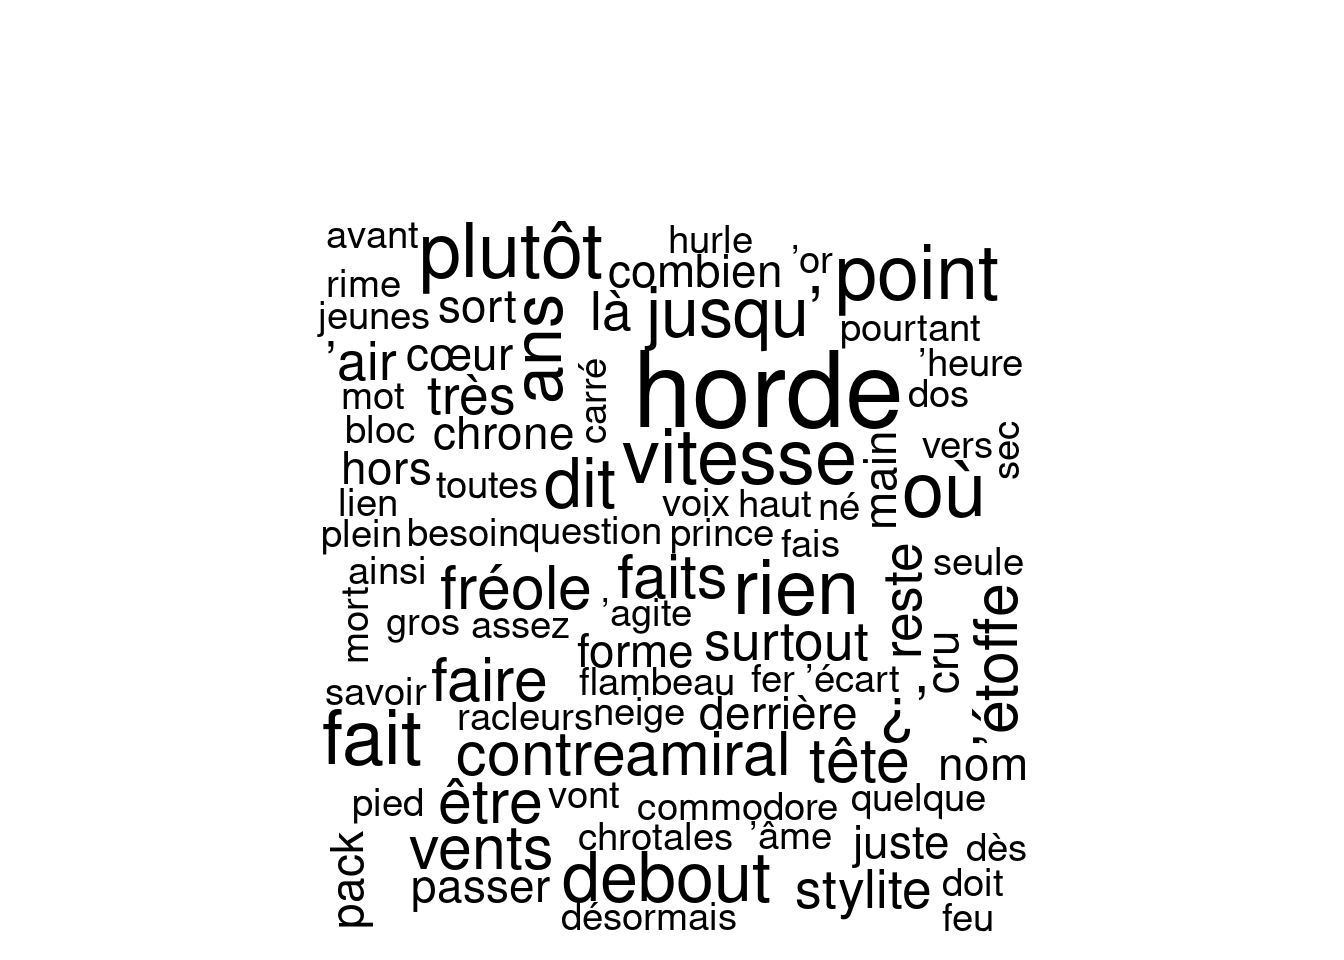 avant plutôt hurle
combien ’or point
rime
jeunes sort ans là jusqu’
pourtant
’air cœur
’heure
mot très carré horde dos
bloc chrone
vitesse main vers sec
hors toutes dit où
lien voix haut né
plein besoin question prince fais
ainsi fréole faits rien reste seule
mort gros assez ’agite
forme surtout cru ’étoffe
savoir faire flambeau fer ’écart ’
fait racleurs neige derrière ¿
contreamiral tête nom
pied être vont commodore quelque
pack vents chrotales ’âme juste dès
passer debout stylite doit
désormais feu